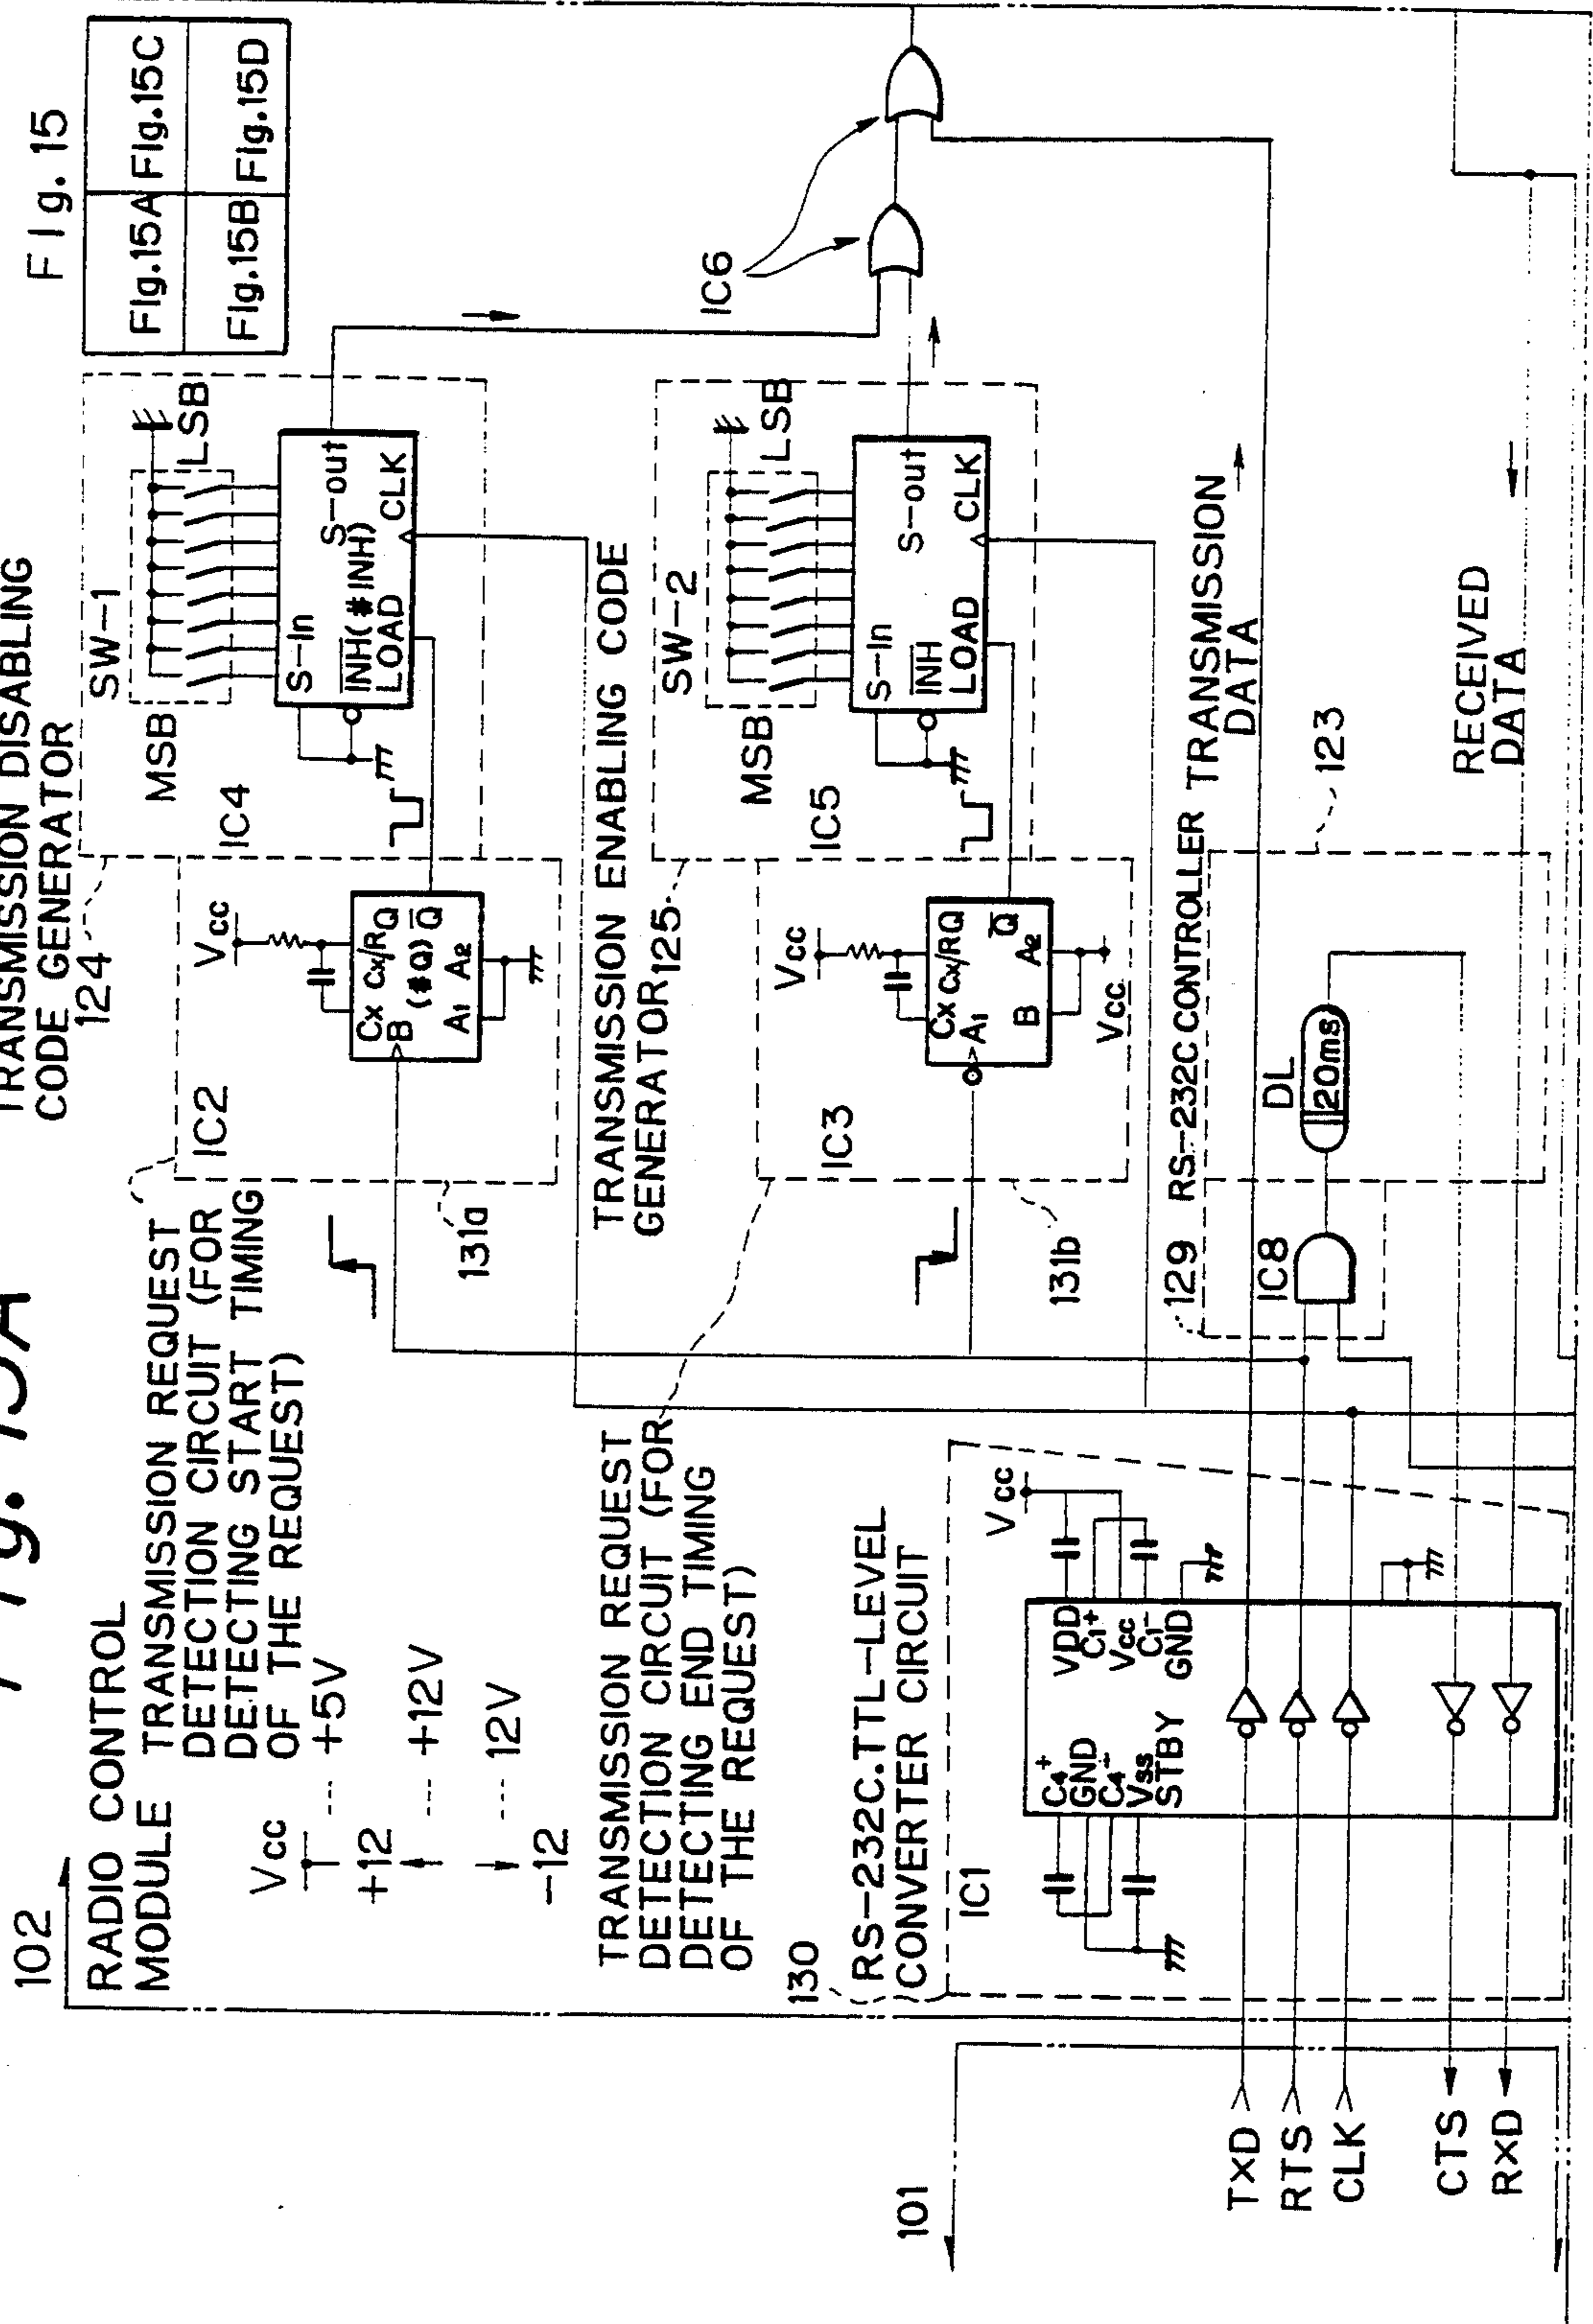 Fig. 15A
Fig. 15
Fig.15A Fig.15C
Fig.15B Fig.15D
102
RADIO CONTROL
MODULE
TRANSMISSION REQUEST
DETECTION CIRCUIT (FOR
DETECTING START TIMING
OF THE REQUEST)
Vcc --- +5V
+12 --- +12V
-12 --- -12V
TRANSMISSION DISABLING
CODE GENERATOR
124
SW-1
MSB
LSB
IC4
S-In
S-out
INH(#INH)
LOAD
CLK
IC2
Vcc
Cx Cx/R Q
B (#Q) Q
A1 A2
131a
TRANSMISSION REQUEST
DETECTION CIRCUIT (FOR
DETECTING END TIMING
OF THE REQUEST)
TRANSMISSION ENABLING CODE
GENERATOR 125
SW-2
MSB
LSB
IC5
S-In
S-out
INH
LOAD
CLK
IC3
Vcc
Cx Cx/R Q
A1 Q
B A2
Vcc
131b
IC6
130
RS-232C.TTL-LEVEL
CONVERTER CIRCUIT
IC1
Vcc
C4+
GND
C4-
Vss
STBY
VDD
C1+
Vcc
C1-
GND
129
RS-232C CONTROLLER
IC8
DL
20ms
123
TRANSMISSION
DATA
RECEIVED
DATA
101
TXD
RTS
CLK
CTS
RXD